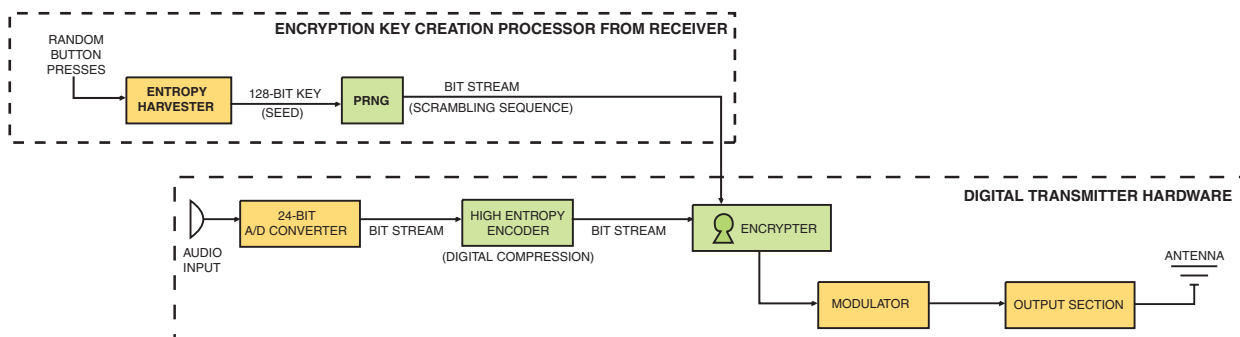 ENCRYPTION KEY CREATION PROCESSOR FROM RECEIVER
RANDOM
BUTTON
PRESSES
ENTROPY
HARVESTER
128-BIT KEY
(SEED)
PRNG
BIT STREAM
(SCRAMBLING SEQUENCE)
DIGITAL TRANSMITTER HARDWARE
AUDIO
INPUT
24-BIT
A/D CONVERTER
BIT STREAM
HIGH ENTROPY
ENCODER
(DIGITAL COMPRESSION)
BIT STREAM
ENCRYPTER
MODULATOR
OUTPUT SECTION
ANTENNA